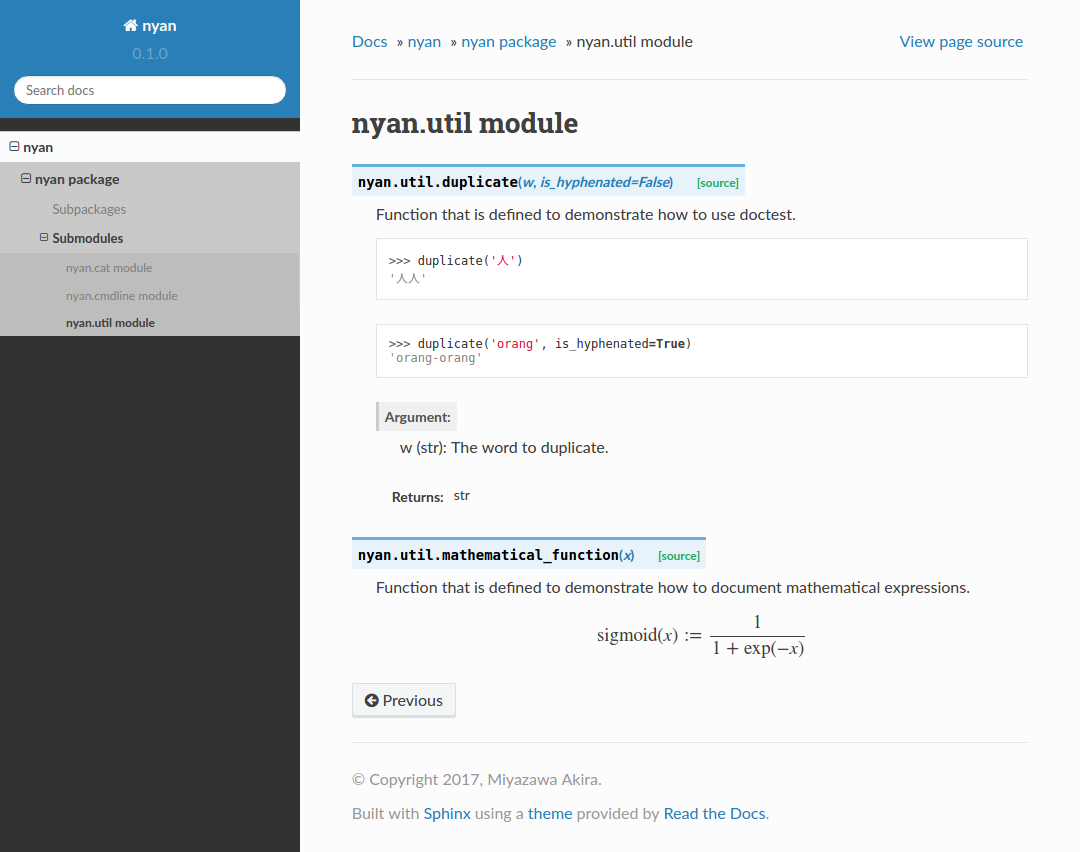 nyan
0.1.0
Search docs
nyan
nyan package
Subpackages
Submodules
nyan.cat module
nyan.cmdline module
nyan.util module
Docs » nyan » nyan package » nyan.util module
View page source
nyan.util module
nyan.util.duplicate(w, is_hyphenated=False) [source]
Function that is defined to demonstrate how to use doctest.
>>> duplicate('人')
'人人'
>>> duplicate('orang', is_hyphenated=True)
'orang-orang'
Argument:
w (str): The word to duplicate.
Returns: str
nyan.util.mathematical_function(x) [source]
Function that is defined to demonstrate how to document mathematical expressions.
sigmoid(x) := 1
1 + exp(−x)
Previous
© Copyright 2017, Miyazawa Akira.
Built with Sphinx using a theme provided by Read the Docs.